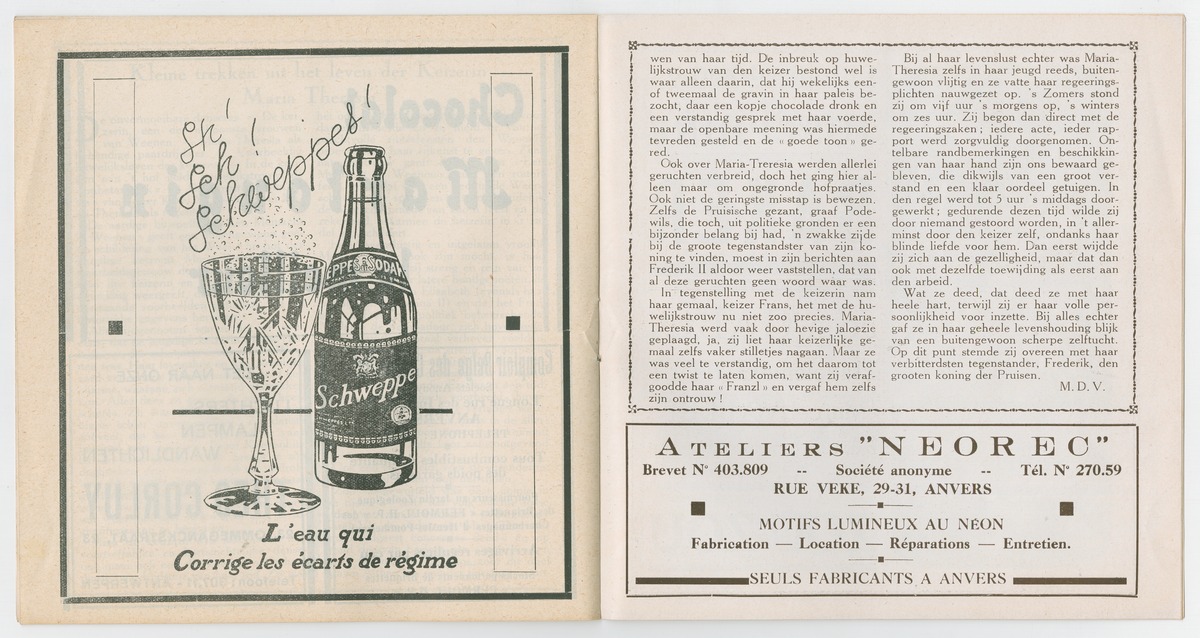 Sh !
Sch !
Schweppes !
EPPES SODA
Schweppe
L'eau qui
Corrige les écarts de régime
wen van haar tijd. De inbreuk op huwe-
lijkstrouw van den keizer bestond wel is
waar alleen daarin, dat hij wekelijks een-
of tweemaal de gravin in haar paleis be-
zocht, daar een kopje chocolade dronk en
een verstandig gesprek met haar voerde,
maar de openbare meening was hiermede
tevreden gesteld en de « goede toon » ge-
red.
Ook over Maria-Treresia werden allerlei
geruchten verbreid, doch het ging hier al-
leen maar om ongegronde hofpraatjes.
Ook niet de geringste misstap is bewezen.
Zelfs de Pruisische gezant, graaf Pode-
wils, die toch, uit politieke gronden er een
bijzonder belang bij had, 'n zwakke zijde
bij de groote tegenstandster van zijn ko-
ning te vinden, moest in zijn berichten aan
Frederik II aldoor weer vaststellen, dat van
al deze geruchten geen woord waar was.
In tegenstelling met de keizerin nam
haar gemaal, keizer Frans, het met de hu-
welijkstrouw nu niet zoo precies. Maria-
Theresia werd vaak door hevige jaloezie
geplaagd, ja, zij liet haar keizerlijke ge-
maal zelfs vaker stilletjes nagaan. Maar ze
was veel te verstandig, om het daarom tot
een twist te laten komen, want zij veraf-
goodde haar « Franzl » en vergaf hem zelfs
zijn ontrouw !
Bij al haar levenslust echter was Maria-
Theresia zelfs in haar jeugd reeds, buiten-
gewoon vlijtig en ze vatte haar regeerings-
plichten nauwgezet op. 's Zomers stond
zij om vijf uur 's morgens op, 's winters
om zes uur. Zij begon dan direct met de
regeeringszaken ; iedere acte, ieder rap-
port werd zorgvuldig doorgenomen. On-
telbare randbemerkingen en beschikkin-
gen van haar hand zijn ons bewaard ge-
bleven, die dikwijls van een groot ver-
stand en een klaar oordeel getuigen. In
den regel werd tot 5 uur 's middags door-
gewerkt ; gedurende dezen tijd wilde zij
door niemand gestoord worden, in 't aller-
minst door den keizer zelf, ondanks haar
blinde liefde voor hem. Dan eerst wijdde
zij zich aan de gezelligheid, maar dat dan
ook met dezelfde toewijding als eerst aan
den arbeid.
Wat ze deed, dat deed ze met haar
heele hart, terwijl zij er haar volle per-
soonlijkheid voor inzette. Bij alles echter
gaf ze in haar geheele levenshouding blijk
van een buitengewoon scherpe zelftucht.
Op dit punt stemde zij overeen met haar
verbitterdsten tegenstander, Frederik, den
grooten koning der Pruisen.
M. D. V.
ATELIERS "NEOREC"
Brevet N° 403.809 -- Société anonyme -- Tél. N° 270.59
RUE VEKE, 29-31, ANVERS
MOTIFS LUMINEUX AU NÉON
Fabrication — Location — Réparations — Entretien.
SEULS FABRICANTS A ANVERS